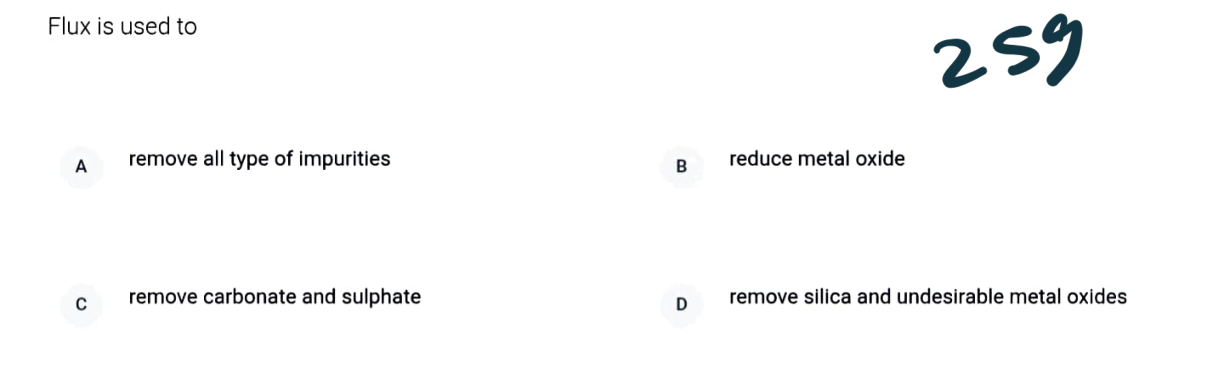 Flux is used to
259
A remove all type of impurities
B reduce metal oxide
C remove carbonate and sulphate
D remove silica and undesirable metal oxides